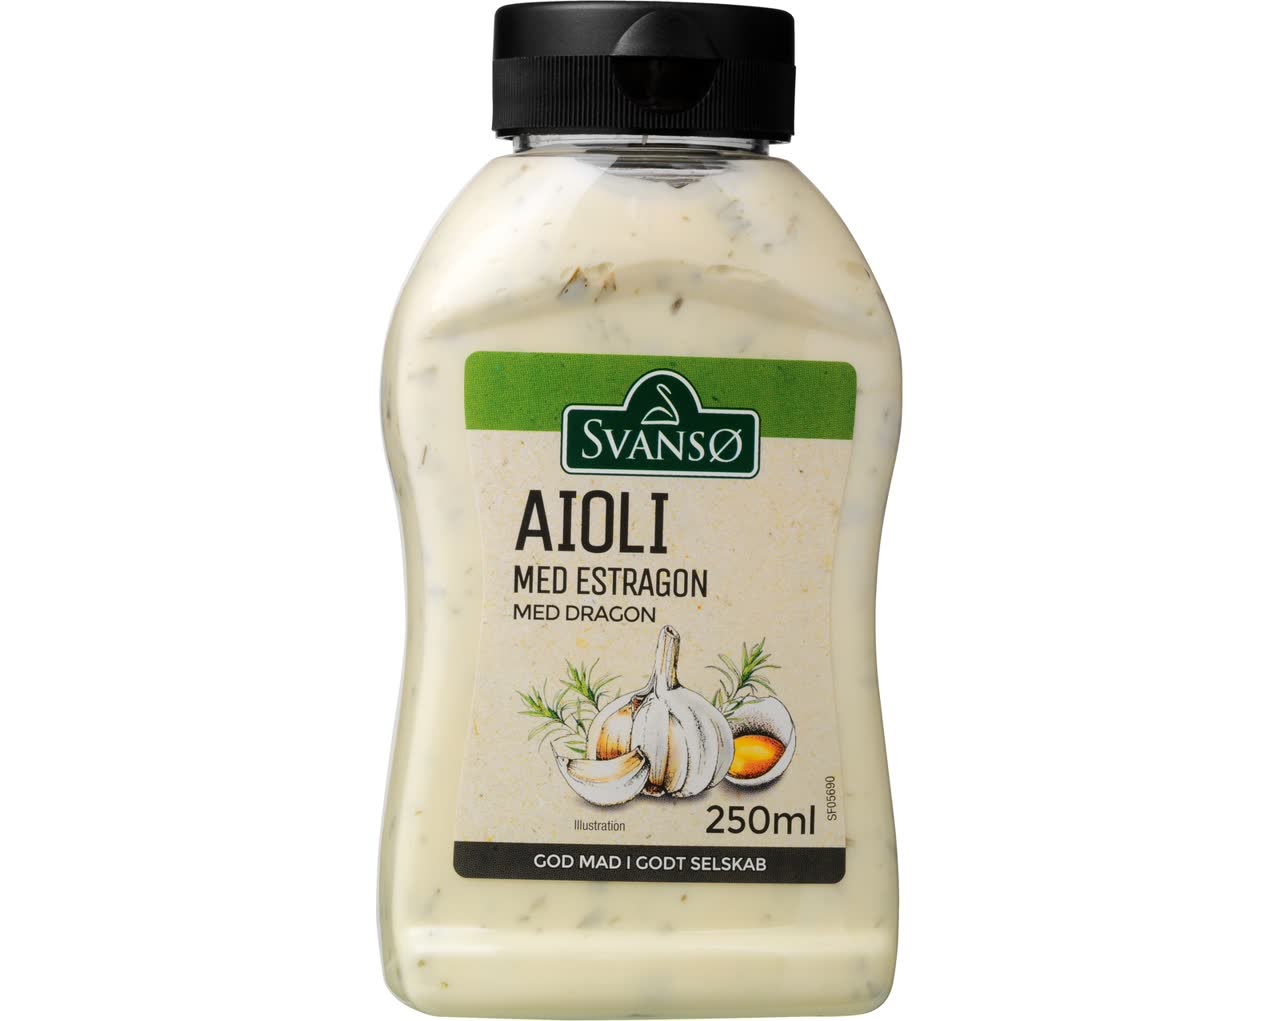 SVANSØ
AIOLI
MED ESTRAGON
MED DRAGON
Illustration
250ml
SF05690
GOD MAD I GODT SELSKAB